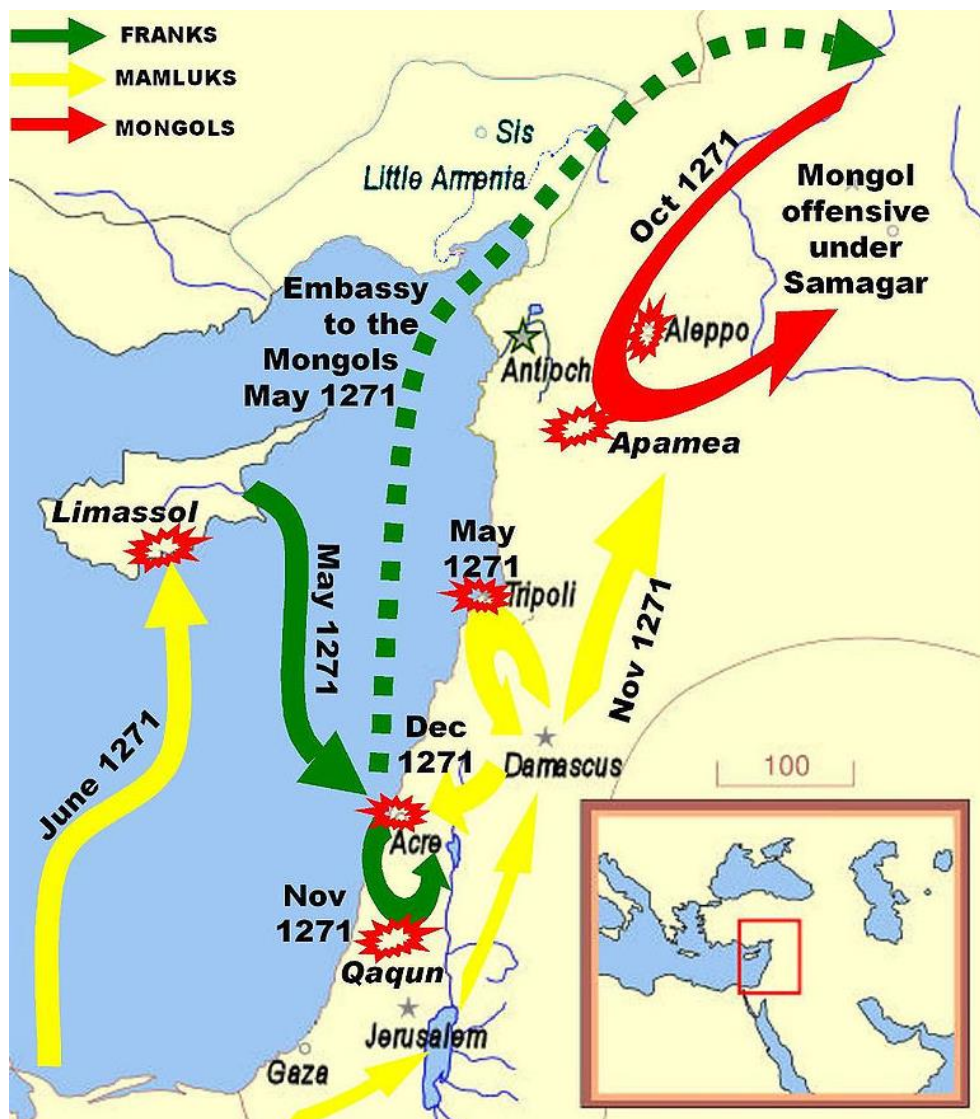 FRANKS
MAMLUKS
MONGOLS
Sis
Little Armenia
Oct 1271
Mongol
offensive
under
Samagar
Embassy
to the
Mongols
May 1271
Aleppo
Antioch
Apamea
Limassol
May
1271
Tripoli
May 1271
Nov 1271
June 1271
Dec
1271
Damascus
100
Acre
Nov
1271
Qaqun
Jerusalem
Gaza